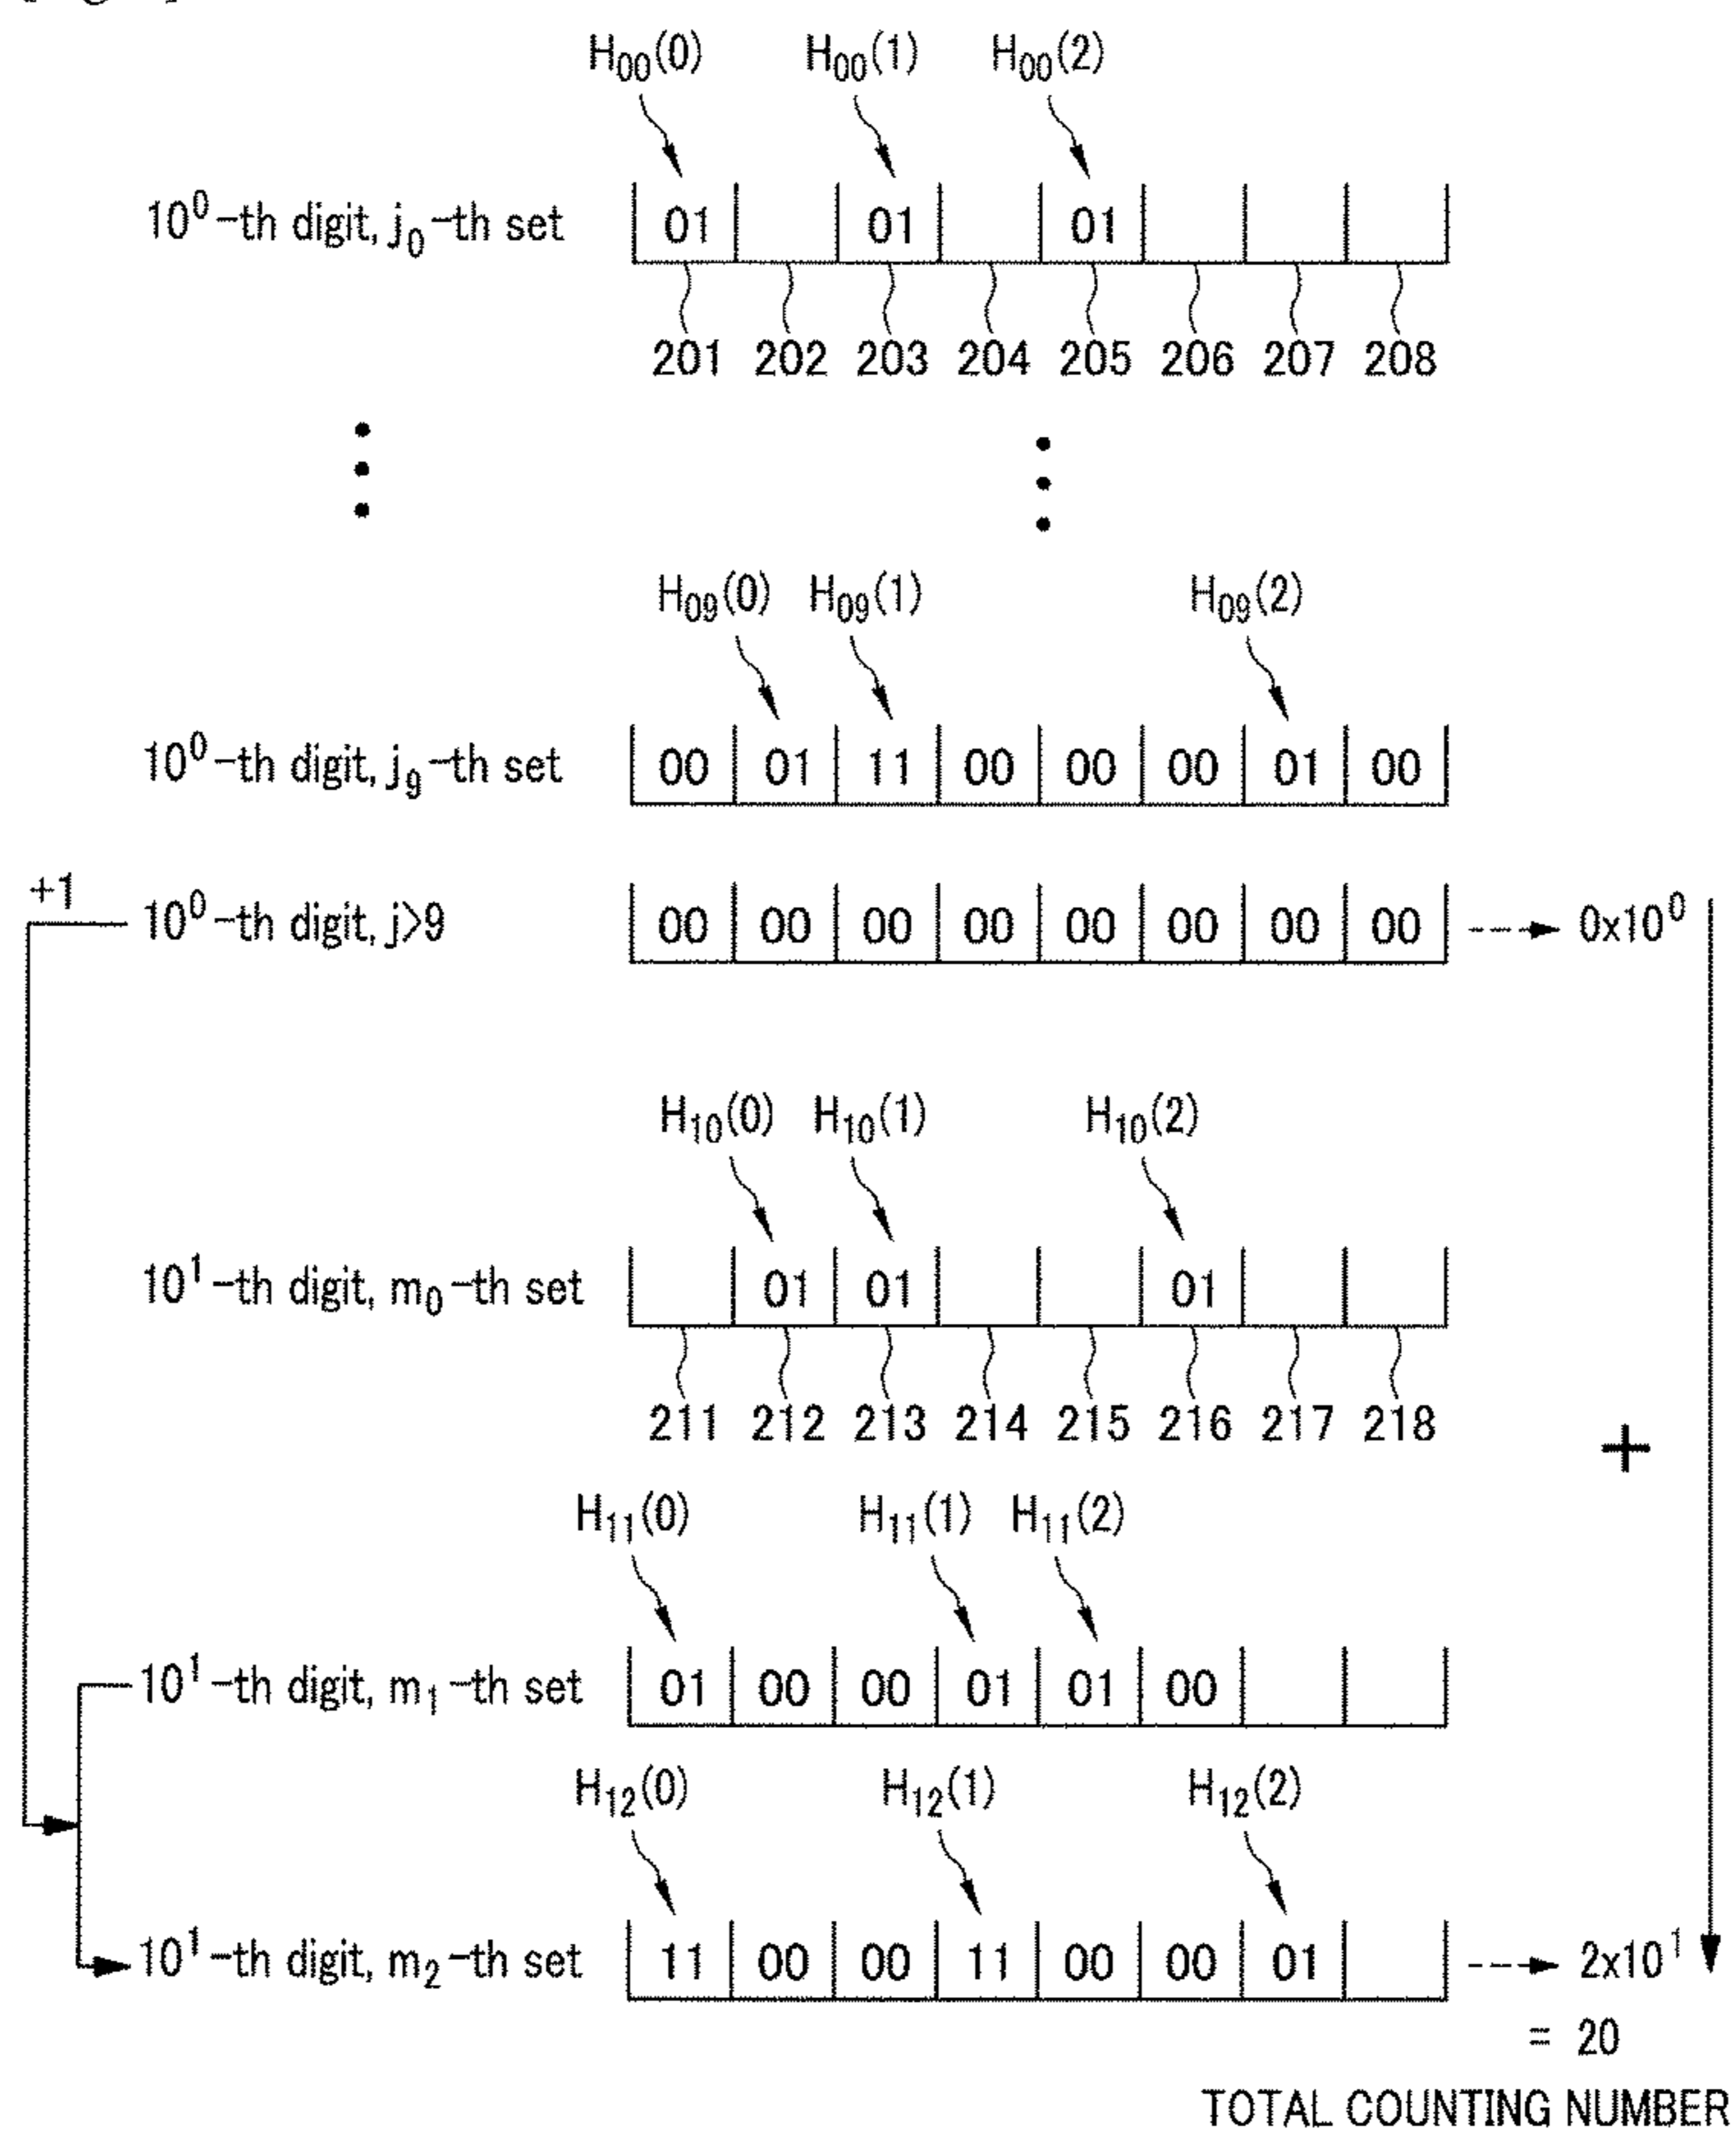 H00(0) H00(1) H00(2)
10^0-th digit, j0-th set 01 01 01
201 202 203 204 205 206 207 208
H09(0) H09(1) H09(2)
10^0-th digit, j9-th set 00 01 11 00 00 00 01 00
+1
10^0-th digit, j>9 00 00 00 00 00 00 00 00 0x10^0
H10(0) H10(1) H10(2)
10^1-th digit, m0-th set 01 01 01
211 212 213 214 215 216 217 218
+
H11(0) H11(1) H11(2)
10^1-th digit, m1-th set 01 00 00 01 01 00
H12(0) H12(1) H12(2)
10^1-th digit, m2-th set 11 00 00 11 00 00 01 2x10^1
= 20
TOTAL COUNTING NUMBER